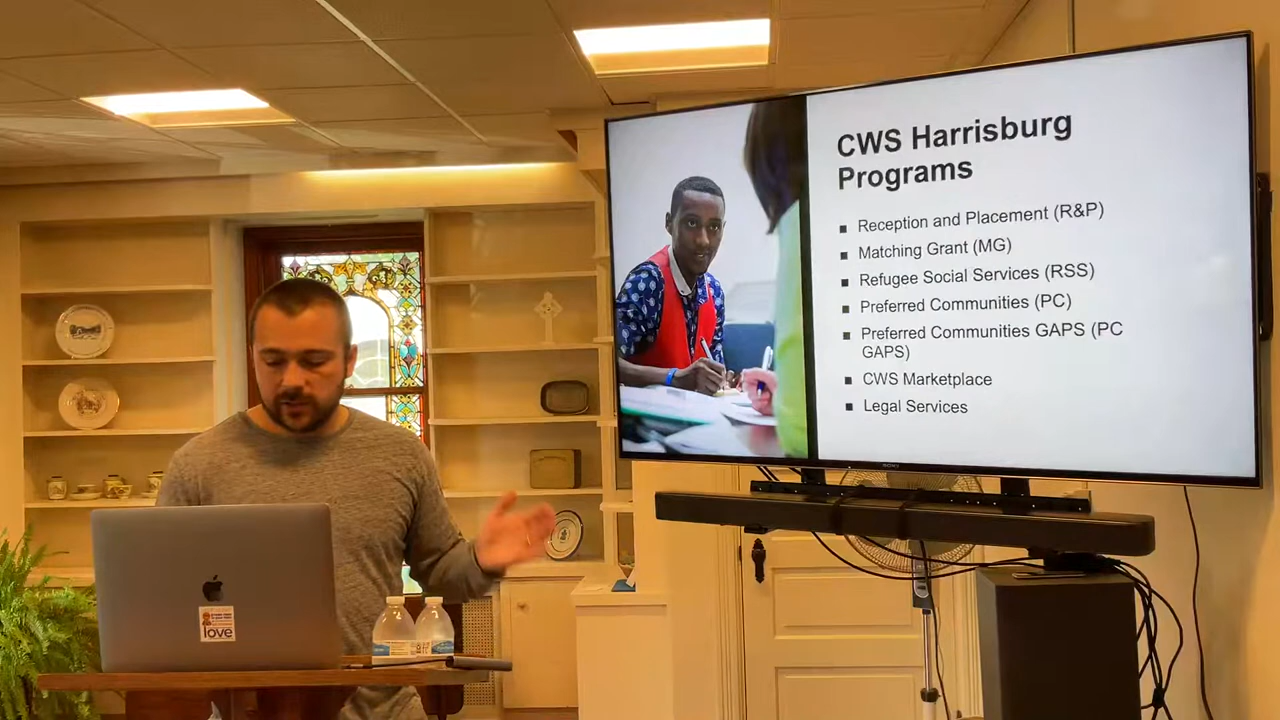 CWS Harrisburg
Programs
Reception and Placement (R&P)
Matching Grant (MG)
Refugee Social Services (RSS)
Preferred Communities (PC)
Preferred Communities GAPS (PC
GAPS)
CWS Marketplace
Legal Services
SONY
love